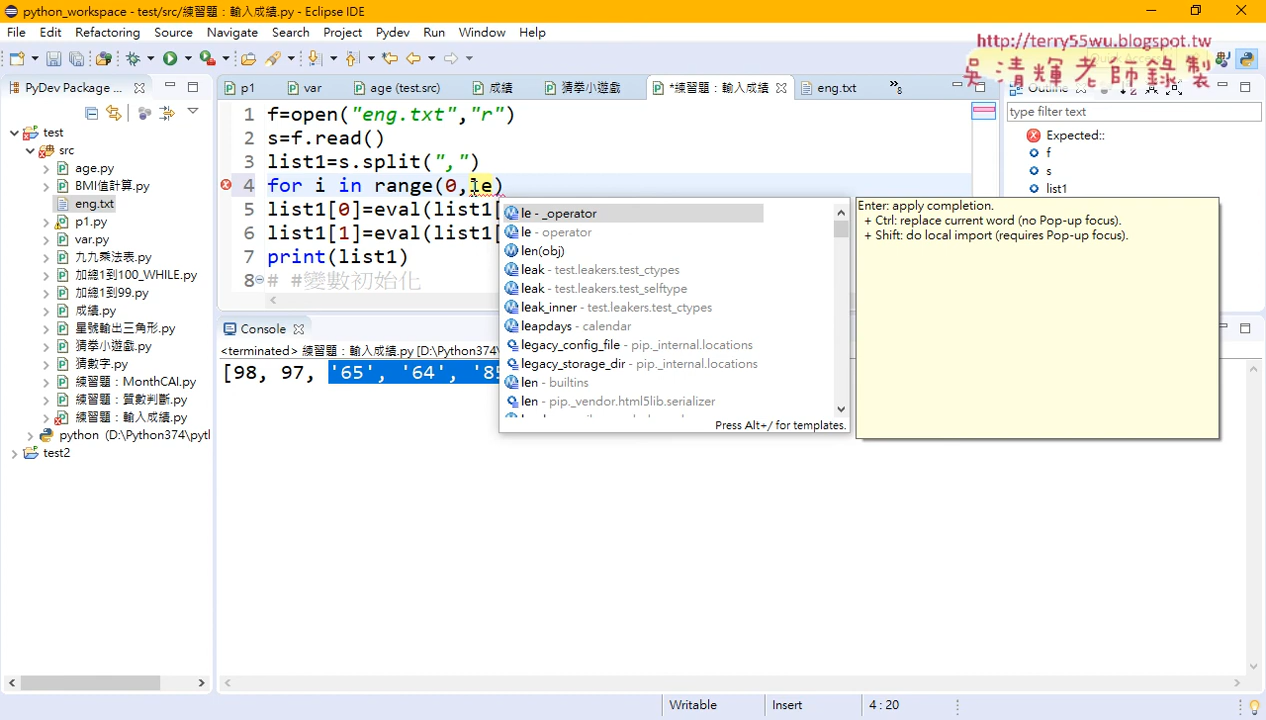 python_workspace - test/src/練習題：輸入成績.py - Eclipse IDE
File Edit Refactoring Source Navigate Search Project Pydev Run Window Help
http://terry55wu.blogspot.tw
吳清輝老師錄製
PyDev Package ...
p1
var
age (test.src)
成績
猜拳小遊戲
*練習題：輸入成績
eng.txt
8
Outline
type filter text
test
src
age.py
BMI值計算.py
eng.txt
p1.py
var.py
九九乘法表.py
加總1到100_WHILE.py
加總1到99.py
成績.py
星號輸出三角形.py
猜拳小遊戲.py
猜數字.py
練習題：MonthCAl.py
練習題：質數判斷.py
練習題：輸入成績.py
python (D:\Python374\pytl
test2
1 f=open("eng.txt","r")
2 s=f.read()
3 list1=s.split(",")
4 for i in range(0,le)
5 list1[0]=eval(list1[
6 list1[1]=eval(list1[
7 print(list1)
8 # #變數初始化
le - _operator
le - operator
len(obj)
leak - test.leakers.test_ctypes
leak - test.leakers.test_selftype
leak_inner - test.leakers.test_ctypes
leapdays - calendar
legacy_config_file - pip._internal.locations
legacy_storage_dir - pip._internal.locations
len - builtins
len - pip._vendor.html5lib.serializer
Press Alt+/ for templates.
Expected::
f
s
list1
Enter: apply completion.
+ Ctrl: replace current word (no Pop-up focus).
+ Shift: do local import (requires Pop-up focus).
Console
<terminated> 練習題：輸入成績.py [D:\Python374\
[98, 97, '65', '64', '85
Writable
Insert
4 : 20